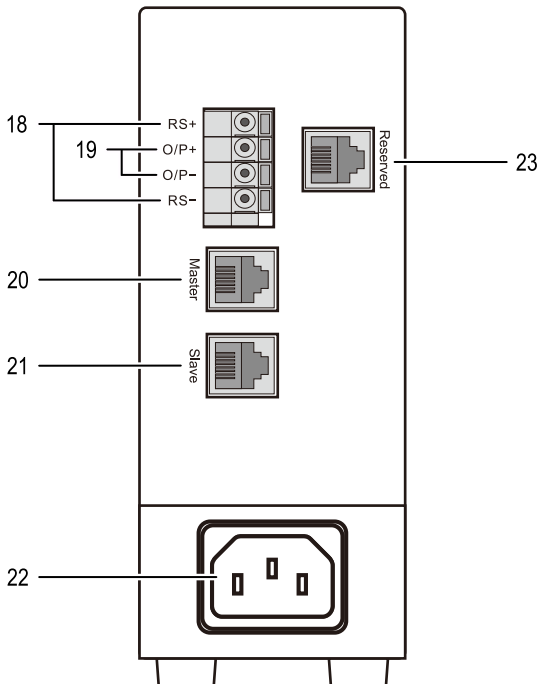 18
RS+
19
O/P+
O/P−
RS−
Reserved
23
20
Master
21
Slave
22